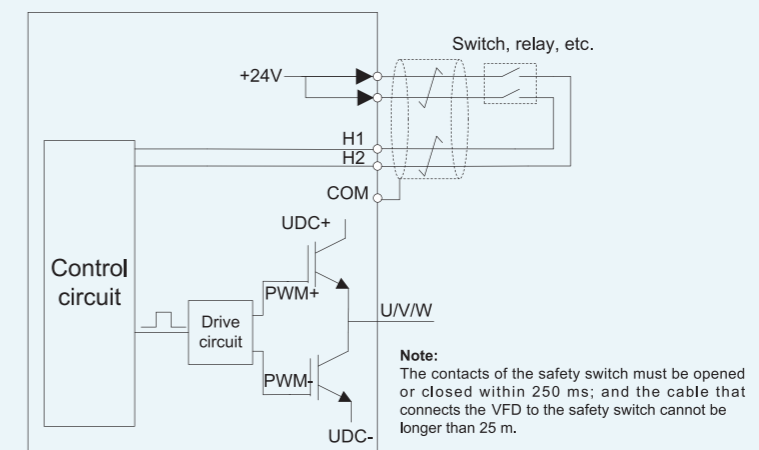 Switch, relay, etc.
+24V
H1
H2
COM
UDC+
Control
circuit
PWM+
U/V/W
Drive
circuit
PWM-
UDC-
Note:
The contacts of the safety switch must be opened
or closed within 250 ms; and the cable that
connects the VFD to the safety switch cannot be
longer than 25 m.